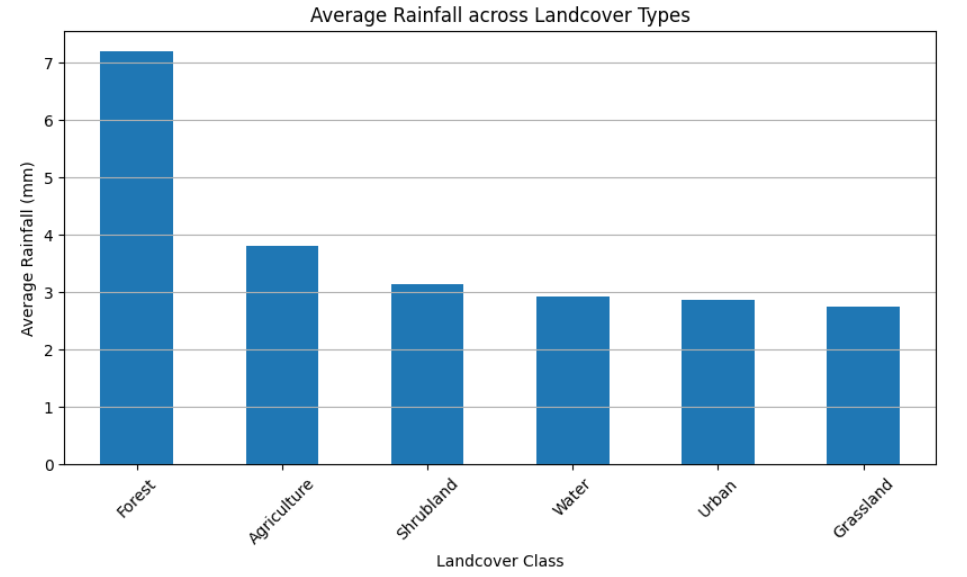 Average Rainfall across Landcover Types
Average Rainfall (mm)
7
6
5
4
3
2
1
0
Forest
Agriculture
Shrubland
Water
Urban
Grassland
Landcover Class